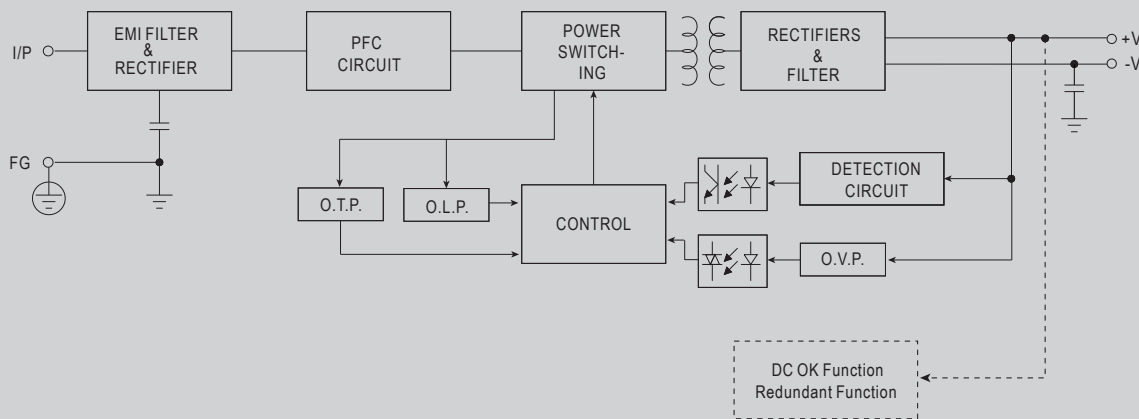 I/P
EMI FILTER
&
RECTIFIER
PFC
CIRCUIT
POWER
SWITCH-
ING
RECTIFIERS
&
FILTER
+V
-V
FG
O.T.P.
O.L.P.
CONTROL
DETECTION
CIRCUIT
O.V.P.
DC OK Function
Redundant Function